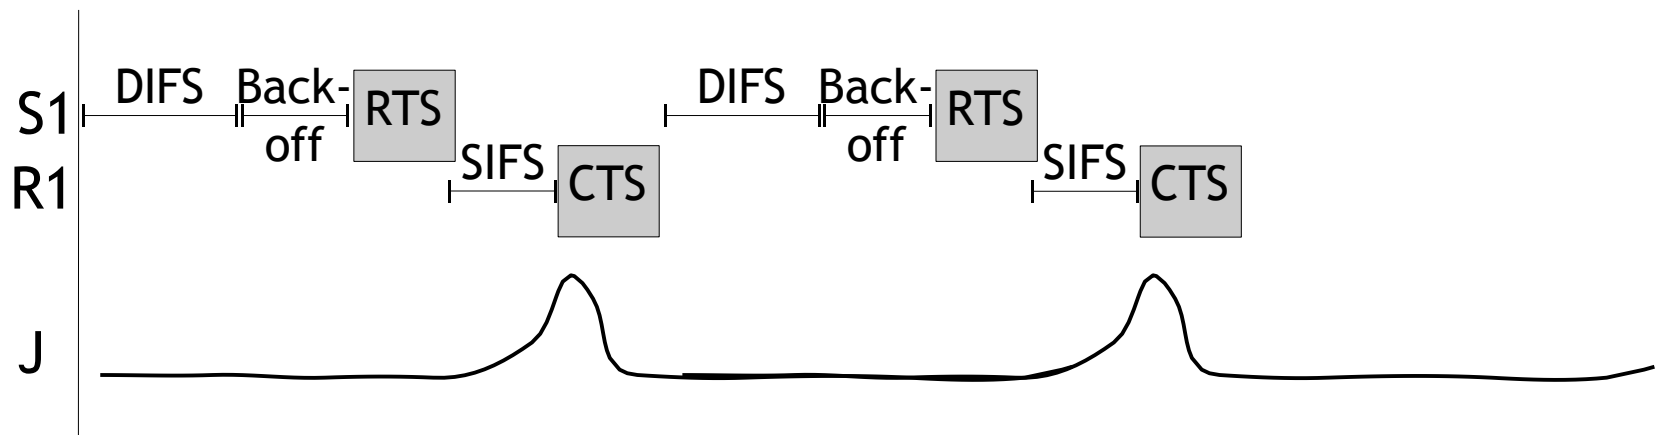 S1 DIFS Back-off RTS DIFS Back-off RTS
R1 SIFS CTS SIFS CTS
J